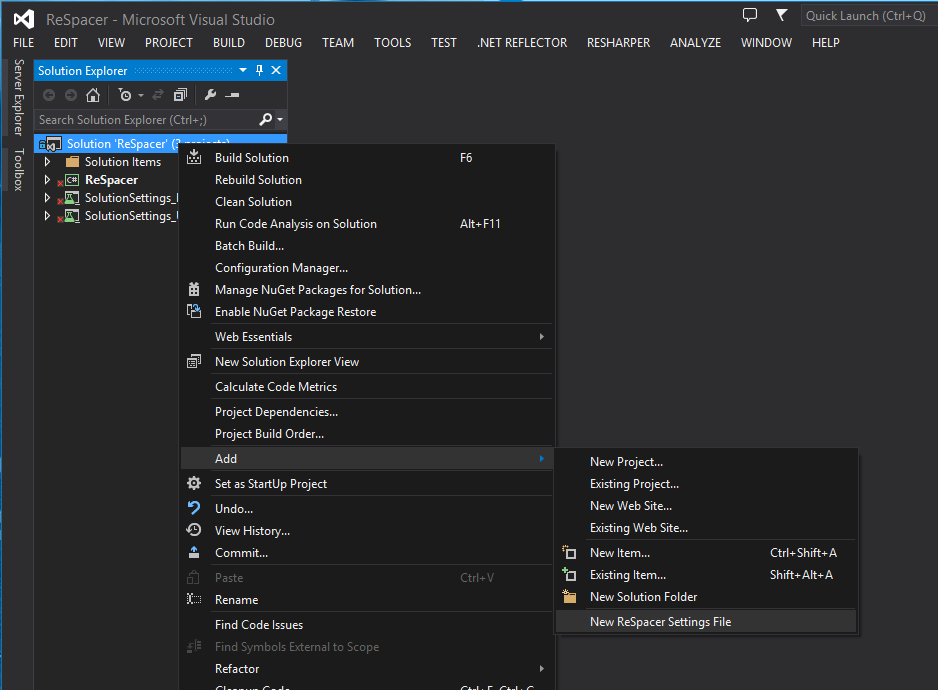 ReSpacer - Microsoft Visual Studio
Quick Launch (Ctrl+Q)
FILE EDIT VIEW PROJECT BUILD DEBUG TEAM TOOLS TEST .NET REFLECTOR RESHARPER ANALYZE WINDOW HELP
Server Explorer
Toolbox
Solution Explorer
Search Solution Explorer (Ctrl+;)
Solution 'ReSpacer' (3 projects)
Solution Items
C# ReSpacer
SolutionSettings_
SolutionSettings_
Build Solution F6
Rebuild Solution
Clean Solution
Run Code Analysis on Solution Alt+F11
Batch Build...
Configuration Manager...
Manage NuGet Packages for Solution...
Enable NuGet Package Restore
Web Essentials
New Solution Explorer View
Calculate Code Metrics
Project Dependencies...
Project Build Order...
Add
Set as StartUp Project
Undo...
View History...
Commit...
Paste Ctrl+V
Rename
Find Code Issues
Find Symbols External to Scope
Refactor
New Project...
Existing Project...
New Web Site...
Existing Web Site...
New Item... Ctrl+Shift+A
Existing Item... Shift+Alt+A
New Solution Folder
New ReSpacer Settings File